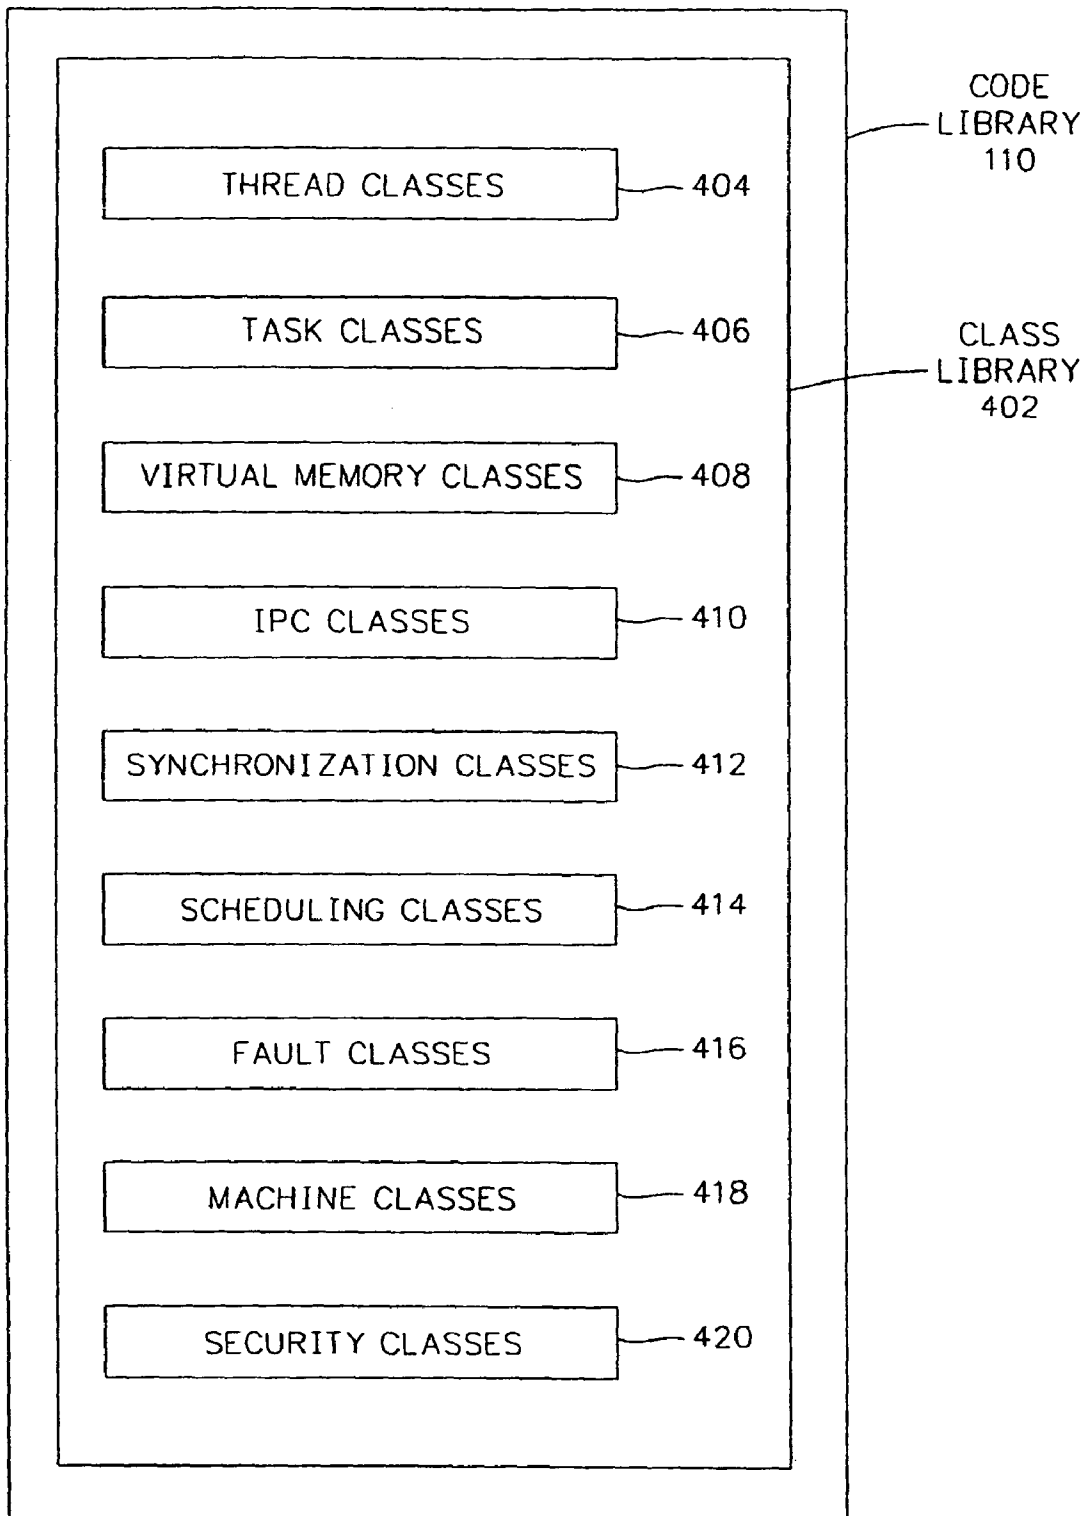 CODE
LIBRARY
110
THREAD CLASSES 404
TASK CLASSES 406
CLASS
LIBRARY
402
VIRTUAL MEMORY CLASSES 408
IPC CLASSES 410
SYNCHRONIZATION CLASSES 412
SCHEDULING CLASSES 414
FAULT CLASSES 416
MACHINE CLASSES 418
SECURITY CLASSES 420